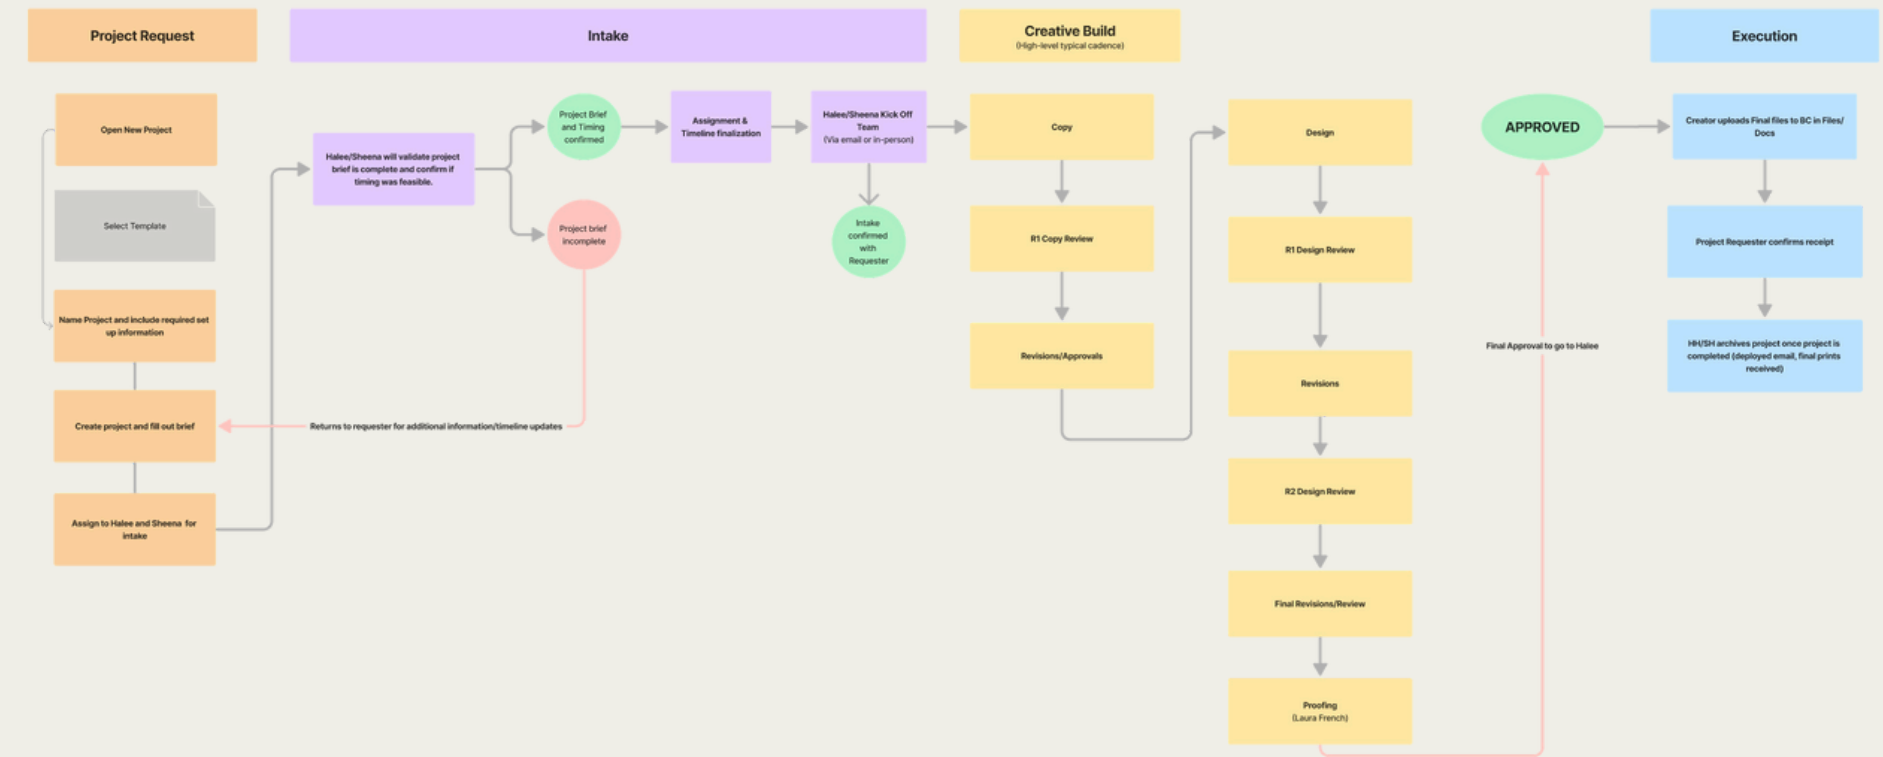 Project Request
Intake
Creative Build
(High-level typical cadence)
Execution
Open New Project
Select Template
Name Project and include required set
up information
Create project and fill out brief
Assign to Halee and Sheena for
intake
Halee/Sheena will validate project
brief is complete and confirm if
timing was feasible.
Project Brief
and Timing
confirmed
Project brief
incomplete
Returns to requester for additional information/timeline updates
Assignment &
Timeline finalization
Halee/Sheena Kick Off
Team
(Via email or in-person)
Intake
confirmed
with
Requester
Copy
R1 Copy Review
Revisions/Approvals
Design
R1 Design Review
Revisions
R2 Design Review
Final Revisions/Review
Proofing
(Laura French)
Final Approval to go to Halee
APPROVED
Creator uploads Final files to BC in Files/
Docs
Project Requester confirms receipt
HH/SH archives project once project is
completed (deployed email, final prints
received)